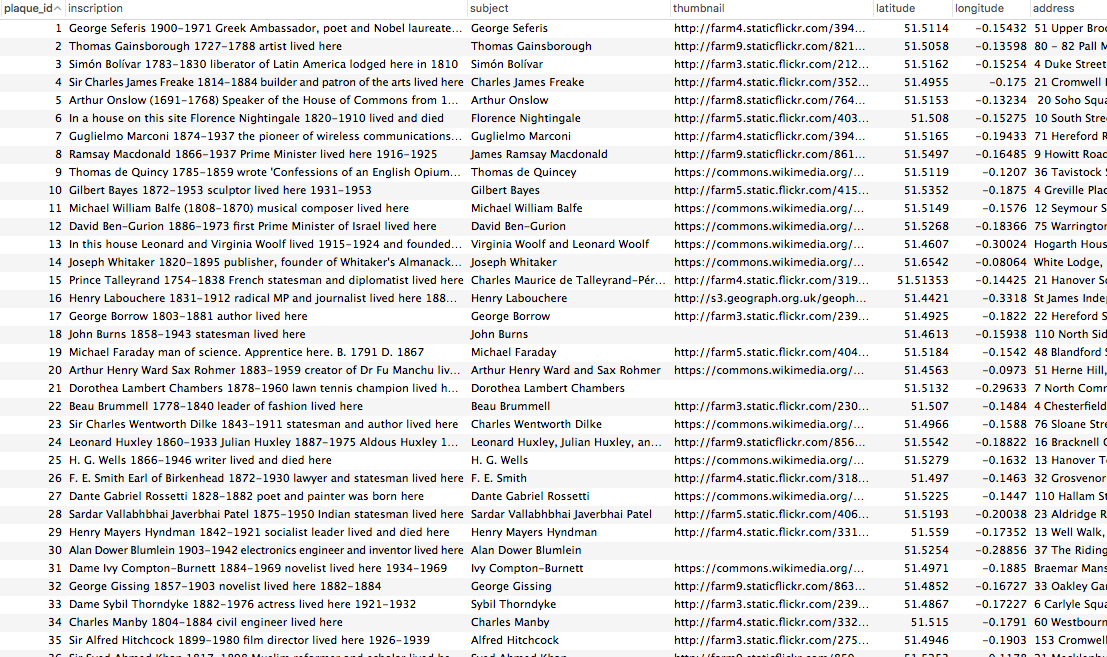 plaque_id inscription subject thumbnail latitude longitude address
1 George Seferis 1900-1971 Greek Ambassador, poet and Nobel laureate... George Seferis http://farm4.staticflickr.com/394... 51.5114 -0.15432 51 Upper Broo
2 Thomas Gainsborough 1727-1788 artist lived here Thomas Gainsborough http://farm9.staticflickr.com/821... 51.5058 -0.13598 80 - 82 Pall M
3 Simón Bolívar 1783-1830 liberator of Latin America lodged here in 1810 Simón Bolívar http://farm3.staticflickr.com/212... 51.5162 -0.15254 4 Duke Street
4 Sir Charles James Freake 1814-1884 builder and patron of the arts lived here Charles James Freake http://farm4.staticflickr.com/352... 51.4955 -0.175 21 Cromwell
5 Arthur Onslow (1691-1768) Speaker of the House of Commons from 1... Arthur Onslow http://farm8.staticflickr.com/764... 51.5153 -0.13234 20 Soho Squa
6 In a house on this site Florence Nightingale 1820-1910 lived and died Florence Nightingale http://farm5.static.flickr.com/403... 51.508 -0.15275 10 South Stree
7 Guglielmo Marconi 1874-1937 the pioneer of wireless communications... Guglielmo Marconi http://farm4.staticflickr.com/394... 51.5165 -0.19433 71 Hereford R
8 Ramsay Macdonald 1866-1937 Prime Minister lived here 1916-1925 James Ramsay Macdonald http://farm9.staticflickr.com/861... 51.5497 -0.16485 9 Howitt Road
9 Thomas de Quincy 1785-1859 wrote 'Confessions of an English Opium... Thomas de Quincey https://commons.wikimedia.org/... 51.5119 -0.1207 36 Tavistock S
10 Gilbert Bayes 1872-1953 sculptor lived here 1931-1953 Gilbert Bayes http://farm5.static.flickr.com/415... 51.5352 -0.1875 4 Greville Plac
11 Michael William Balfe (1808-1870) musical composer lived here Michael William Balfe https://commons.wikimedia.org/... 51.5149 -0.1576 12 Seymour S
12 David Ben-Gurion 1886-1973 first Prime Minister of Israel lived here David Ben-Gurion https://commons.wikimedia.org/... 51.5268 -0.18366 75 Warrington
13 In this house Leonard and Virginia Woolf lived 1915-1924 and founded... Virginia Woolf and Leonard Woolf https://commons.wikimedia.org/... 51.4607 -0.30024 Hogarth Hous
14 Joseph Whitaker 1820-1895 publisher, founder of Whitaker's Almanack... Joseph Whitaker https://commons.wikimedia.org/... 51.6542 -0.08064 White Lodge,
15 Prince Talleyrand 1754-1838 French statesman and diplomatist lived here Charles Maurice de Talleyrand-Pér... http://farm4.static.flickr.com/319... 51.51353 -0.14425 21 Hanover Sq
16 Henry Labouchere 1831-1912 radical MP and journalist lived here 188... Henry Labouchere http://s3.geograph.org.uk/geoph... 51.4421 -0.3318 St James Inde
17 George Borrow 1803-1881 author lived here George Borrow http://farm3.static.flickr.com/239... 51.4925 -0.1822 22 Hereford S
18 John Burns 1858-1943 statesman lived here John Burns 51.4613 -0.15938 110 North Sid
19 Michael Faraday man of science. Apprentice here. B. 1791 D. 1867 Michael Faraday http://farm5.static.flickr.com/404... 51.5184 -0.1542 48 Blandford S
20 Arthur Henry Ward Sax Rohmer 1883-1959 creator of Dr Fu Manchu liv... Arthur Henry Ward and Sax Rohmer https://commons.wikimedia.org/... 51.4563 -0.0973 51 Herne Hill,
21 Dorothea Lambert Chambers 1878-1960 lawn tennis champion lived h... Dorothea Lambert Chambers 51.5132 -0.29633 7 North Comm
22 Beau Brummell 1778-1840 leader of fashion lived here Beau Brummell http://farm3.static.flickr.com/230... 51.507 -0.1484 4 Chesterfield
23 Sir Charles Wentworth Dilke 1843-1911 statesman and author lived here Charles Wentworth Dilke https://commons.wikimedia.org/... 51.4966 -0.1588 76 Sloane Stre
24 Leonard Huxley 1860-1933 Julian Huxley 1887-1975 Aldous Huxley 1... Leonard Huxley, Julian Huxley, an... http://farm9.staticflickr.com/856... 51.5542 -0.18822 16 Bracknell G
25 H. G. Wells 1866-1946 writer lived and died here H. G. Wells https://commons.wikimedia.org/... 51.5279 -0.1632 13 Hanover Te
26 F. E. Smith Earl of Birkenhead 1872-1930 lawyer and statesman lived here F. E. Smith http://farm4.static.flickr.com/318... 51.497 -0.1463 32 Grosvenor
27 Dante Gabriel Rossetti 1828-1882 poet and painter was born here Dante Gabriel Rossetti https://commons.wikimedia.org/... 51.5225 -0.1447 110 Hallam St
28 Sardar Vallabhbhai Javerbhai Patel 1875-1950 Indian statesman lived here Sardar Vallabhbhai Javerbhai Patel http://farm5.static.flickr.com/406... 51.5193 -0.20038 23 Aldridge R
29 Henry Mayers Hyndman 1842-1921 socialist leader lived and died here Henry Mayers Hyndman http://farm4.static.flickr.com/331... 51.559 -0.17352 13 Well Walk,
30 Alan Dower Blumlein 1903-1942 electronics engineer and inventor lived here Alan Dower Blumlein 51.5254 -0.28856 37 The Riding
31 Dame Ivy Compton-Burnett 1884-1969 novelist lived here 1934-1969 Ivy Compton-Burnett https://commons.wikimedia.org/... 51.4971 -0.1885 Braemar Mans
32 George Gissing 1857-1903 novelist lived here 1882-1884 George Gissing http://farm9.staticflickr.com/863... 51.4852 -0.16727 33 Oakley Gar
33 Dame Sybil Thorndyke 1882-1976 actress lived here 1921-1932 Sybil Thorndyke http://farm3.static.flickr.com/239... 51.4867 -0.17227 6 Carlyle Squa
34 Charles Manby 1804-1884 civil engineer lived here Charles Manby http://farm4.static.flickr.com/332... 51.515 -0.1791 60 Westbourn
35 Sir Alfred Hitchcock 1899-1980 film director lived here 1926-1939 Alfred Hitchcock http://farm3.static.flickr.com/275... 51.4946 -0.1903 153 Cromwell